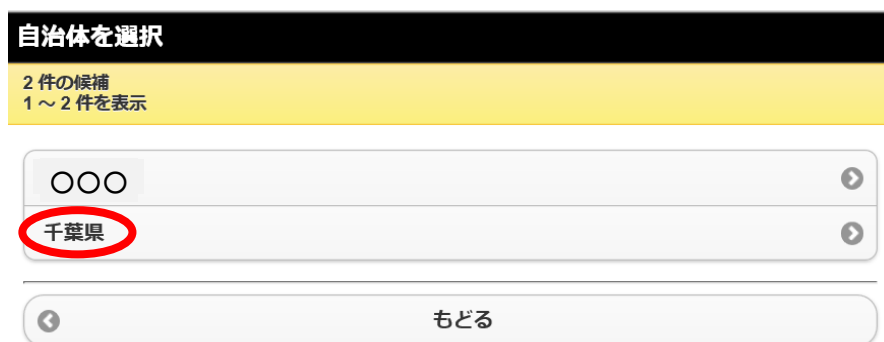 自治体を選択
2 件の候補
1 ～ 2 件を表示
〇〇〇
千葉県
もどる